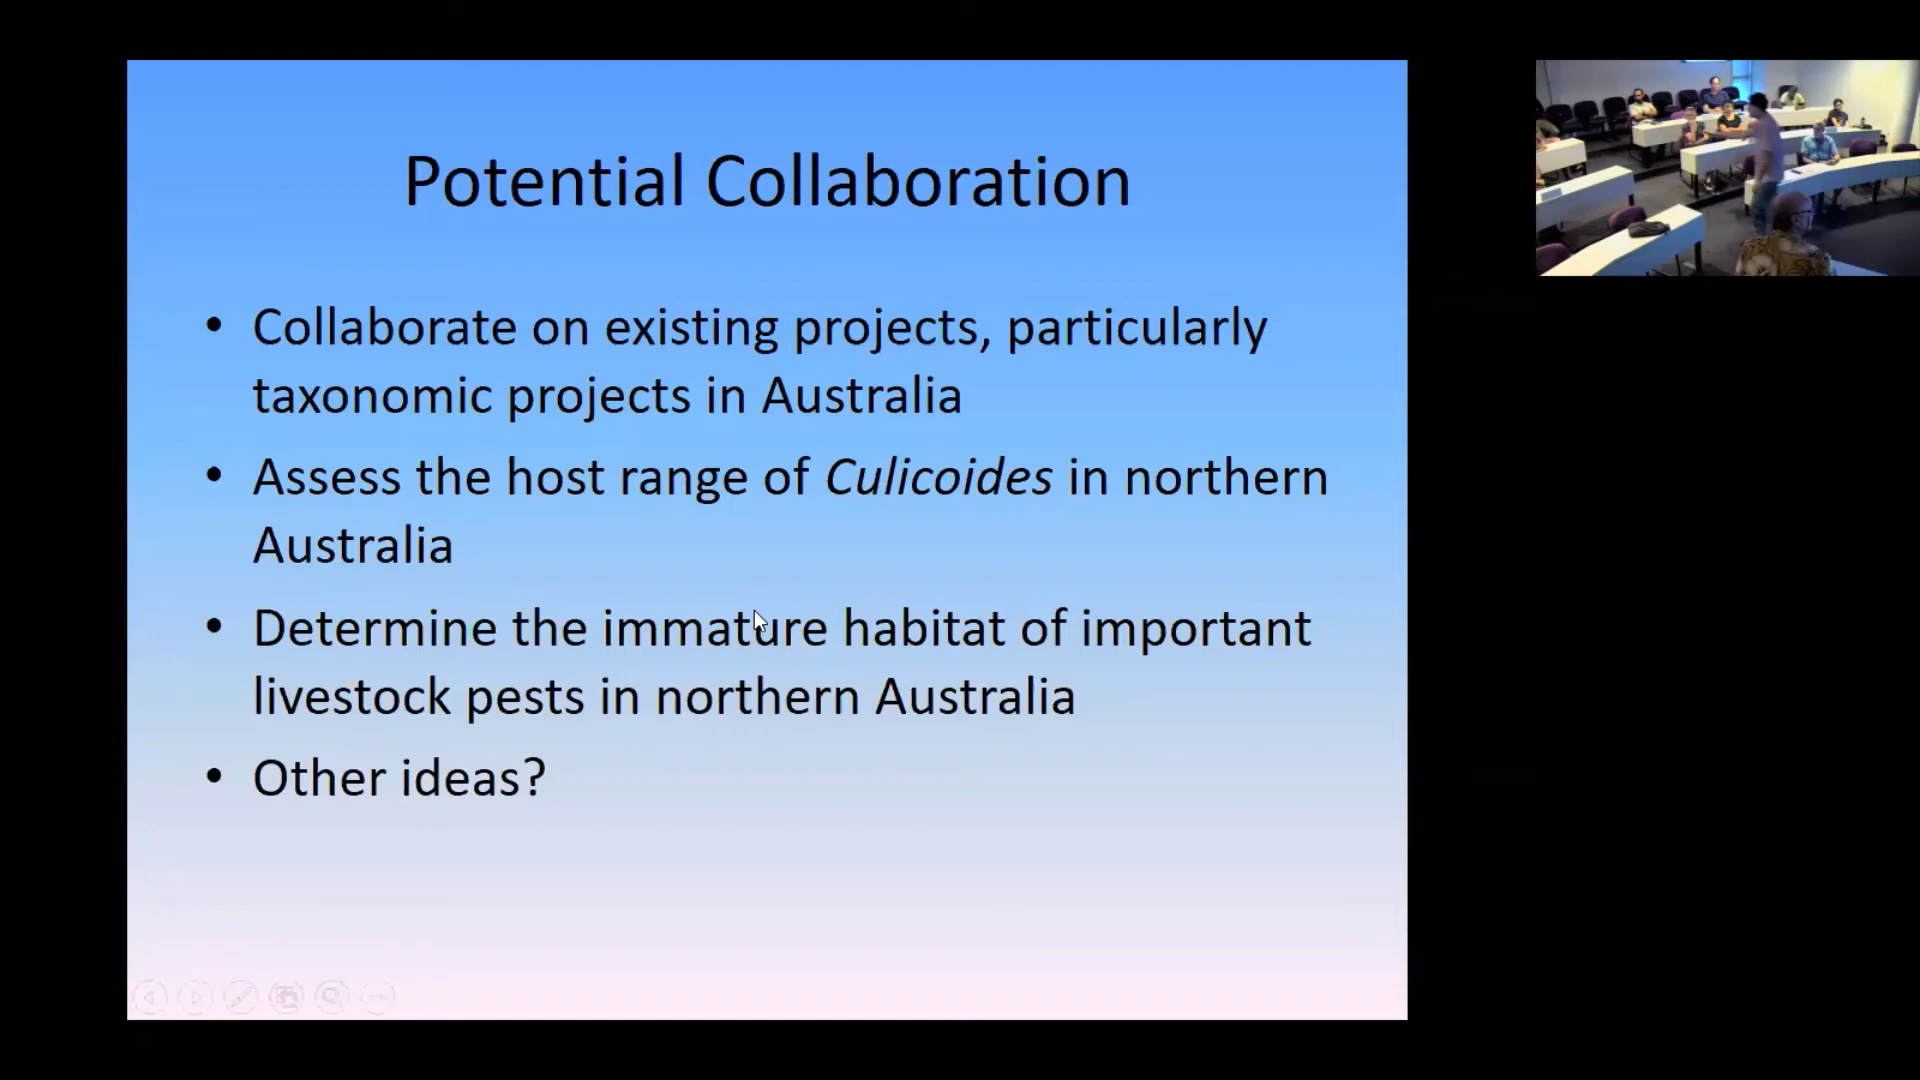 Potential Collaboration
• Collaborate on existing projects, particularly
taxonomic projects in Australia
• Assess the host range of Culicoides in northern
Australia
• Determine the immature habitat of important
livestock pests in northern Australia
• Other ideas?